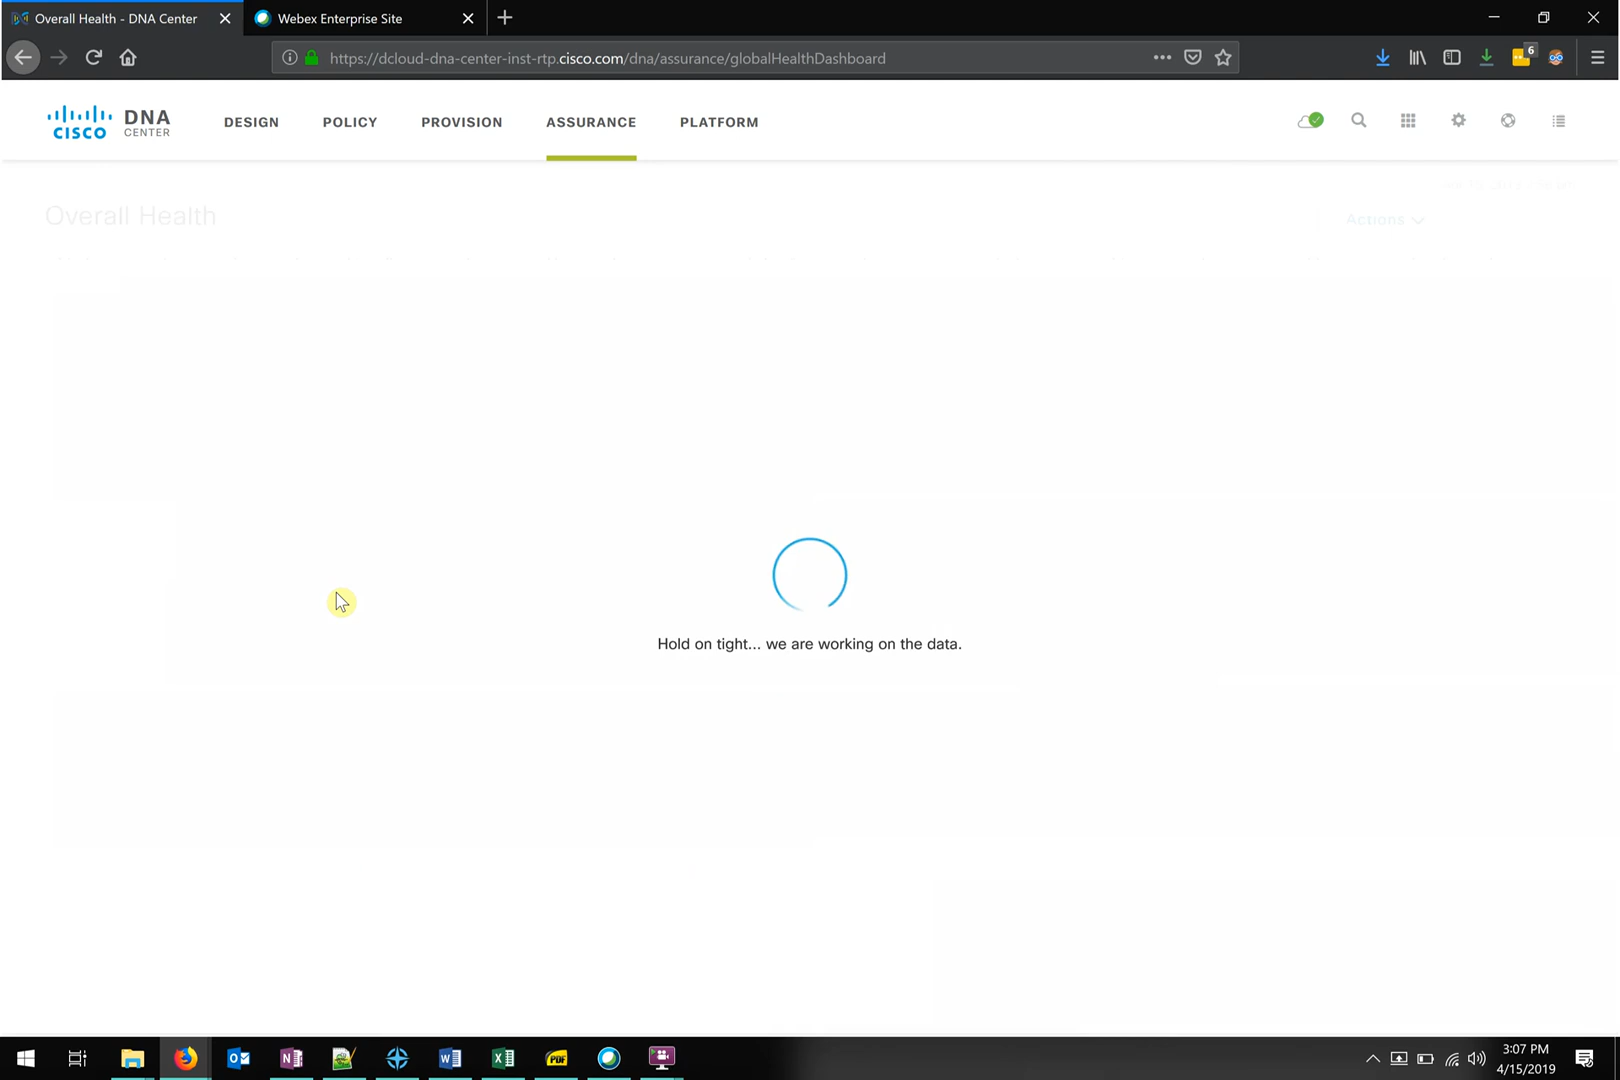 Overall Health - DNA Center
Webex Enterprise Site
https://dcloud-dna-center-inst-rtp.cisco.com/dna/assurance/globalHealthDashboard
6
CISCO
DNA
CENTER
DESIGN
POLICY
PROVISION
ASSURANCE
PLATFORM
Overall Health
Actions
Hold on tight... we are working on the data.
PDF
3:07 PM
4/15/2019